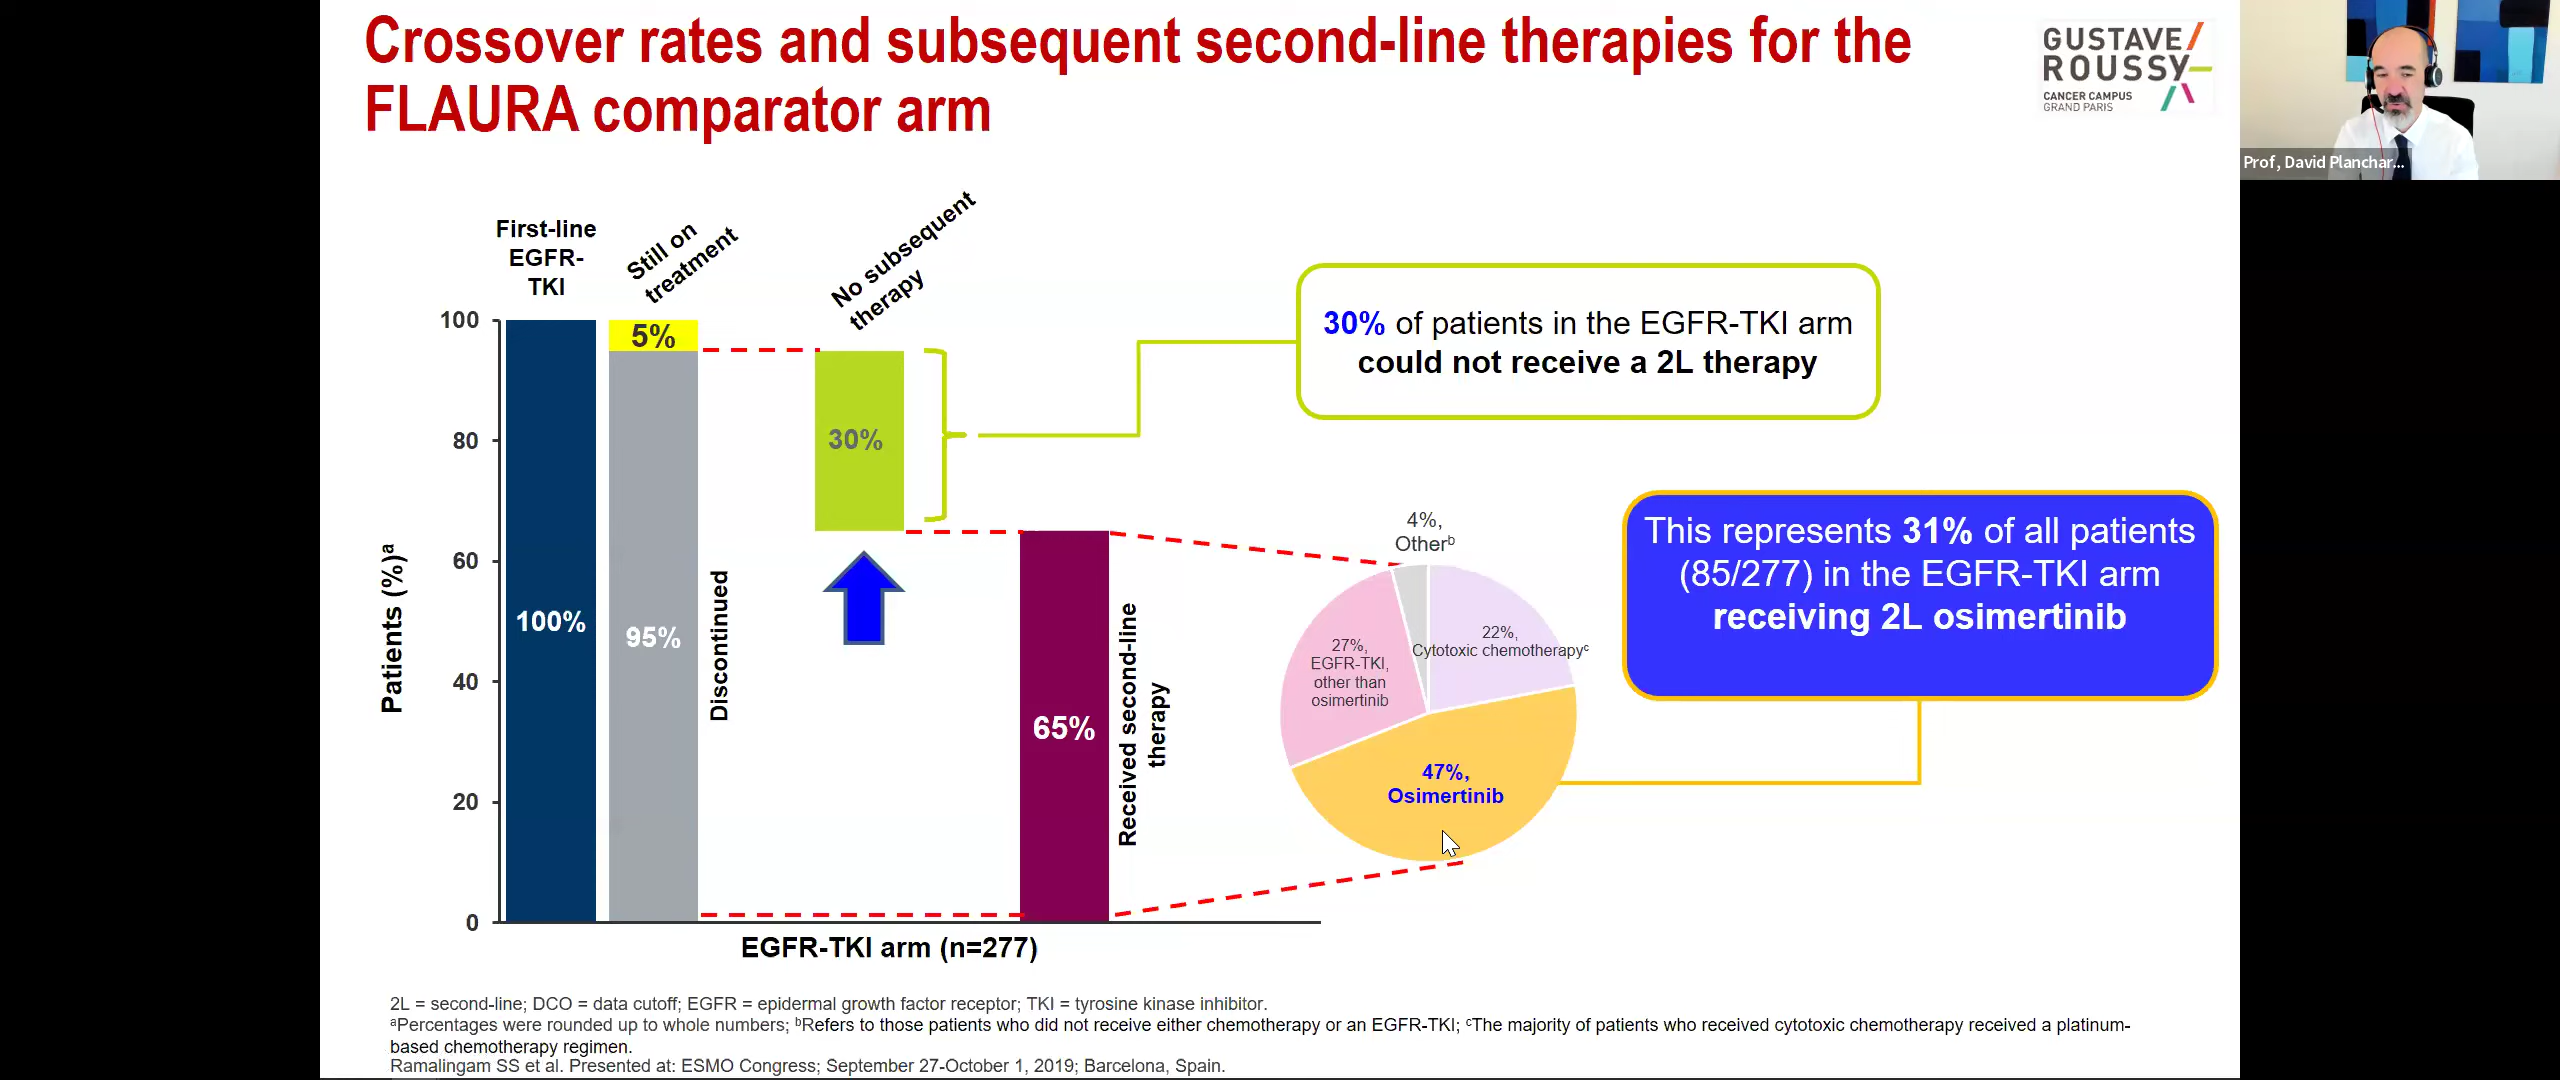 Crossover rates and subsequent second-line therapies for the
FLAURA comparator arm
GUSTAVE
ROUSSY
CANCER CAMPUS
GRAND PARIS
Prof, David Planchar...
First-line
EGFR-
TKI
Still on
treatment
No subsequent
therapy
Patients (%)ᵃ
100
80
60
40
20
0
100%
5%
95%
Discontinued
30%
65%
Received second-line
therapy
EGFR-TKI arm (n=277)
30% of patients in the EGFR-TKI arm
could not receive a 2L therapy
4%,
Otherᵇ
22%,
Cytotoxic chemotherapyᶜ
27%,
EGFR-TKI,
other than
osimertinib
47%,
Osimertinib
This represents 31% of all patients
(85/277) in the EGFR-TKI arm
receiving 2L osimertinib
2L = second-line; DCO = data cutoff; EGFR = epidermal growth factor receptor; TKI = tyrosine kinase inhibitor.
ᵃPercentages were rounded up to whole numbers; ᵇRefers to those patients who did not receive either chemotherapy or an EGFR-TKI; ᶜThe majority of patients who received cytotoxic chemotherapy received a platinum-
based chemotherapy regimen.
Ramalingam SS et al. Presented at: ESMO Congress; September 27-October 1, 2019; Barcelona, Spain.